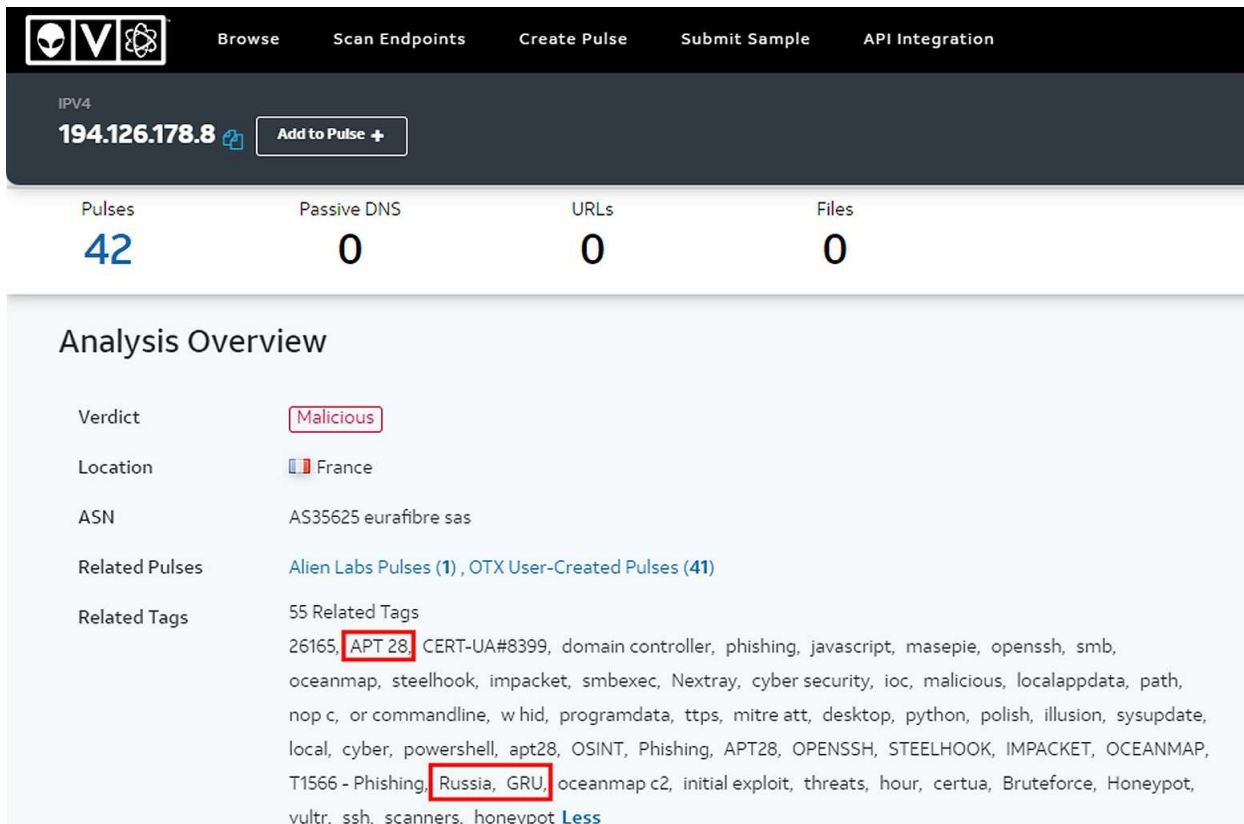 V
Browse Scan Endpoints Create Pulse Submit Sample API Integration
IPV4
194.126.178.8 Add to Pulse +
Pulses Passive DNS URLs Files
42 0 0 0
Analysis Overview
Verdict Malicious
Location France
ASN AS35625 eurafibre sas
Related Pulses Alien Labs Pulses (1) , OTX User-Created Pulses (41)
Related Tags 55 Related Tags
26165, APT 28, CERT-UA#8399, domain controller, phishing, javascript, masepie, openssh, smb,
oceanmap, steelhook, impacket, smbexec, Nextray, cyber security, ioc, malicious, localappdata, path,
nop c, or commandline, w hid, programdata, ttps, mitre att, desktop, python, polish, illusion, sysupdate,
local, cyber, powershell, apt28, OSINT, Phishing, APT28, OPENSSH, STEELHOOK, IMPACKET, OCEANMAP,
T1566 - Phishing, Russia, GRU, oceanmap c2, initial exploit, threats, hour, certua, Bruteforce, Honeypot,
vultr, ssh, scanners, honeypot Less